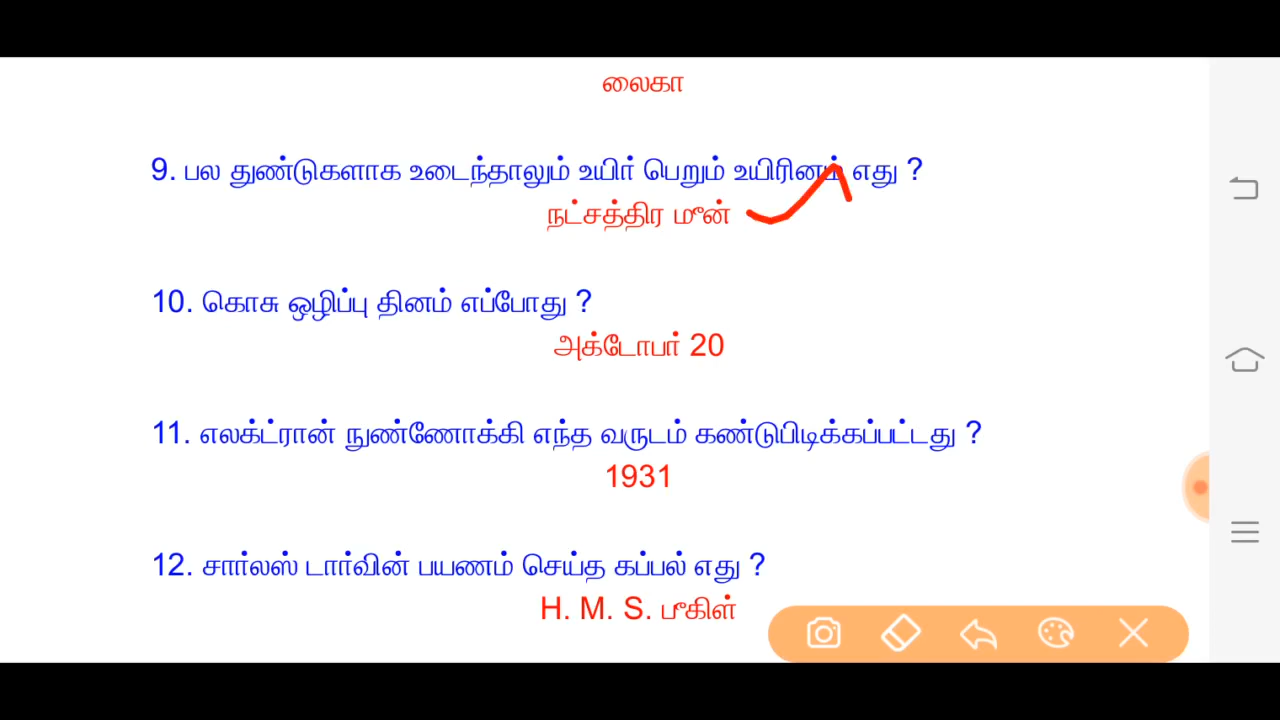 லைகா
9. பல துண்டுகளாக உடைந்தாலும் உயிர் பெறும் உயிரினம் எது ?
நட்சத்திர மீன்
10. கொசு ஒழிப்பு தினம் எப்போது ?
அக்டோபர் 20
11. எலக்ட்ரான் நுண்ணோக்கி எந்த வருடம் கண்டுபிடிக்கப்பட்டது ?
1931
12. சார்லஸ் டார்வின் பயணம் செய்த கப்பல் எது ?
H. M. S. பீகிள்